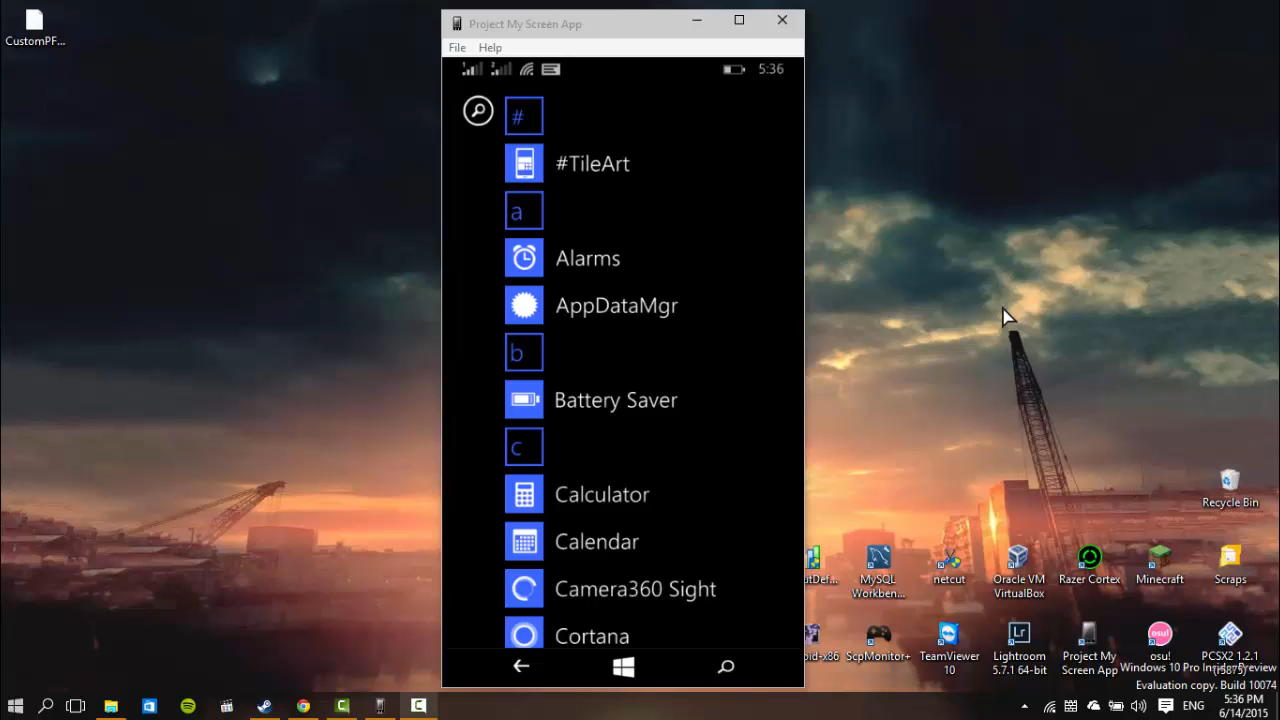 CustomPF...
Project My Screen App
File Help
5:36
#
#TileArt
a
Alarms
AppDataMgr
b
Battery Saver
c
Calculator
Calendar
Camera360 Sight
Cortana
Recycle Bin
MySQL
Workben...
netcut
Oracle VM
VirtualBox
Razer Cortex
Minecraft
Scraps
ScpMonitor+
TeamViewer
10
Lr
Lightroom
5.7.1 64-bit
Project My
Screen App
osu!
osu!
PCSX2 1.2.1
Windows 10 Pro Insider Preview
Evaluation copy. Build 10074
ENG
5:36 PM
6/14/2015